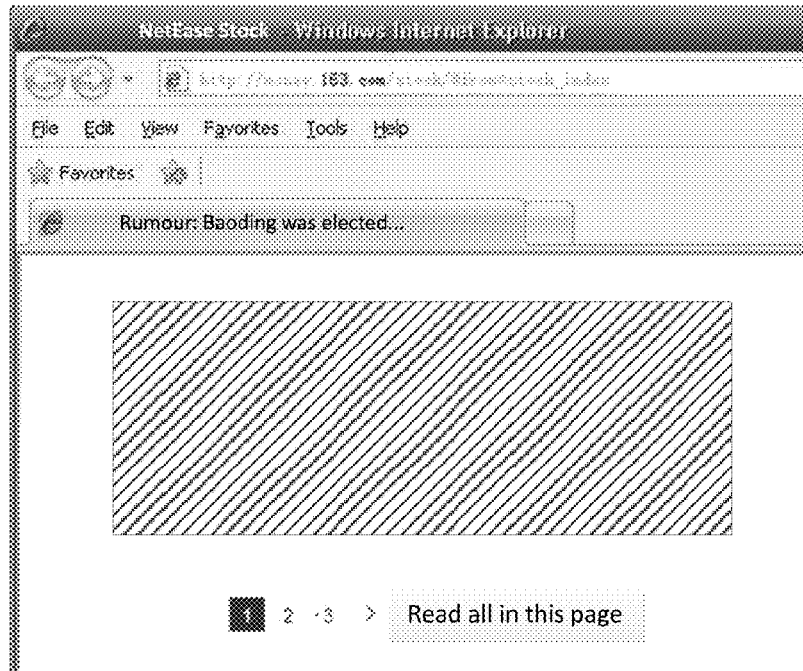 NetEase Stock - Windows Internet Explorer
File Edit View Favorites Tools Help
Favorites
Rumour: Baoding was elected...
1 2 3 > Read all in this page